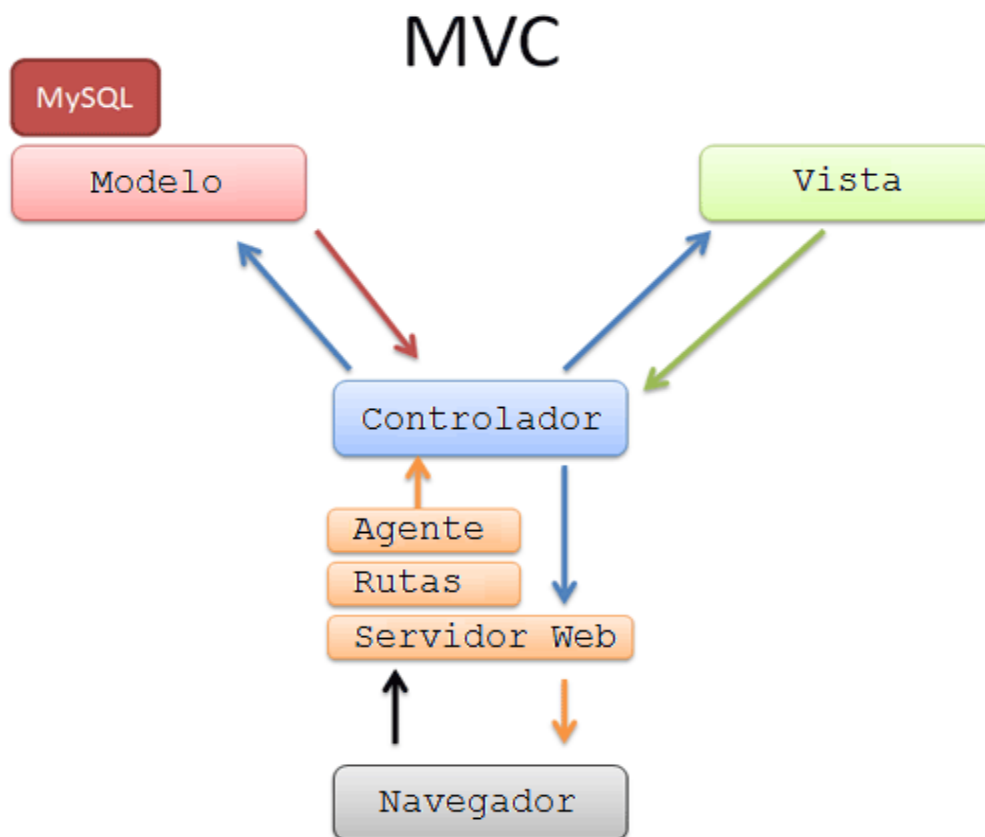 MVC
MySQL
Modelo
Vista
Controlador
Agente
Rutas
Servidor Web
Navegador